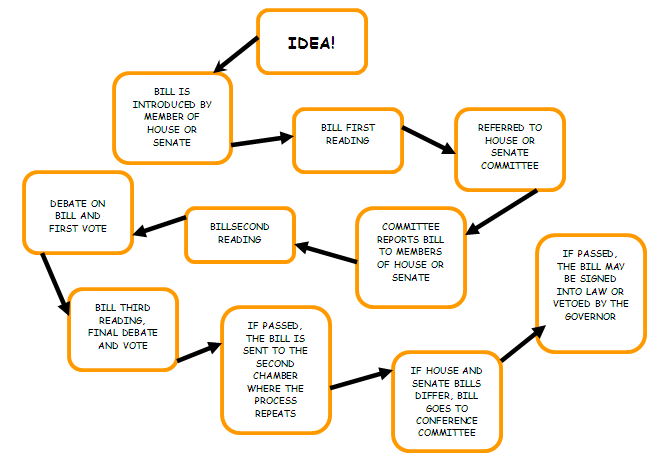 IDEA!
BILL IS
INTRODUCED BY
MEMBER OF
HOUSE OR
SENATE
BILL FIRST
READING
REFERRED TO
HOUSE OR
SENATE
COMMITTEE
COMMITTEE
REPORTS BILL
TO MEMBERS
OF HOUSE OR
SENATE
BILLSECOND
READING
DEBATE ON
BILL AND
FIRST VOTE
BILL THIRD
READING,
FINAL DEBATE
AND VOTE
IF PASSED,
THE BILL IS
SENT TO THE
SECOND
CHAMBER
WHERE THE
PROCESS
REPEATS
IF HOUSE AND
SENATE BILLS
DIFFER, BILL
GOES TO
CONFERENCE
COMMITTEE
IF PASSED,
THE BILL MAY
BE SIGNED
INTO LAW OR
VETOED BY THE
GOVERNOR